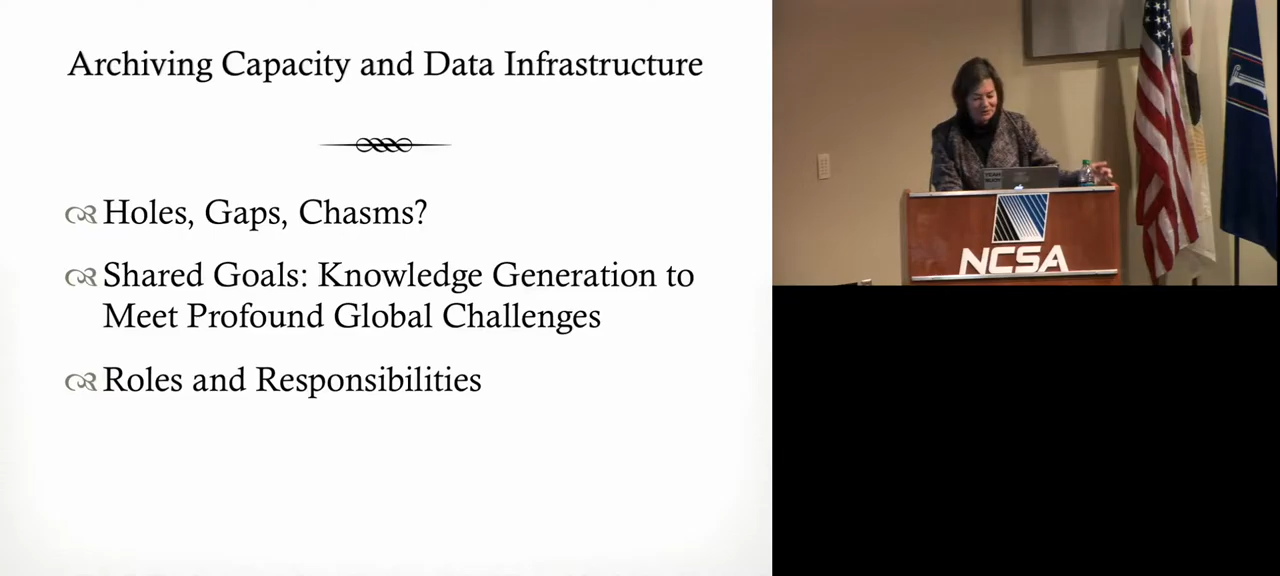 Archiving Capacity and Data Infrastructure
Holes, Gaps, Chasms?
Shared Goals: Knowledge Generation to
Meet Profound Global Challenges
Roles and Responsibilities
NCSA